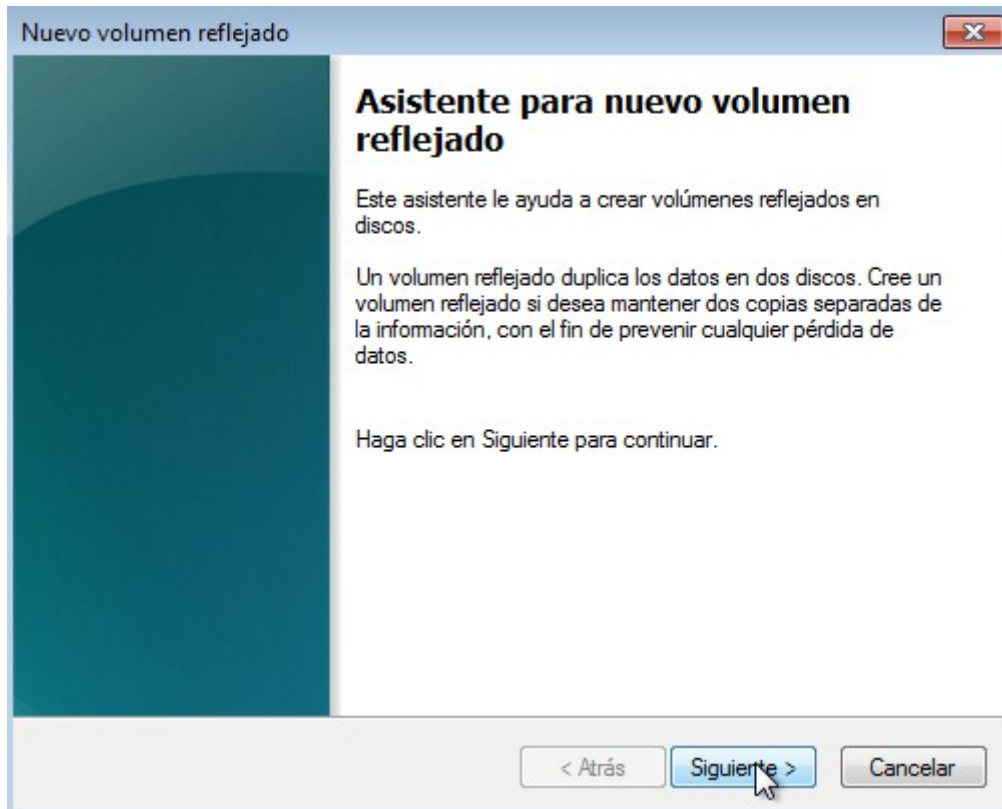 Nuevo volumen reflejado
Asistente para nuevo volumen
reflejado
Este asistente le ayuda a crear volúmenes reflejados en
discos.
Un volumen reflejado duplica los datos en dos discos. Cree un
volumen reflejado si desea mantener dos copias separadas de
la información, con el fin de prevenir cualquier pérdida de
datos.
Haga clic en Siguiente para continuar.
< Atrás
Siguiente >
Cancelar